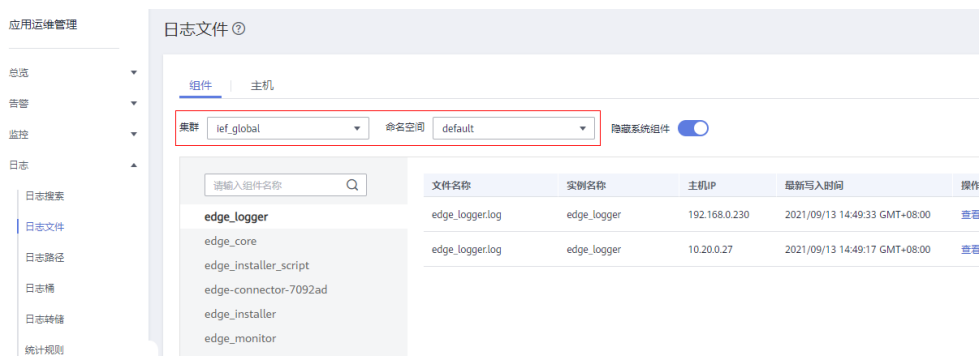 应用运维管理
总览
告警
监控
日志
日志搜索
日志文件
日志路径
日志桶
日志转储
统计规则
日志文件
组件 主机
集群 Ief_global 命名空间 default 隐藏系统组件
请输入组件名称
edge_logger
edge_core
edge_installer_script
edge-connector-7092ad
edge_installer
edge_monitor
文件名称 实例名称 主机IP 最新写入时间 操作
edge_logger.log edge_logger 192.168.0.230 2021/09/13 14:49:33 GMT+08:00 查看
edge_logger.log edge_logger 10.20.0.27 2021/09/13 14:49:17 GMT+08:00 查看